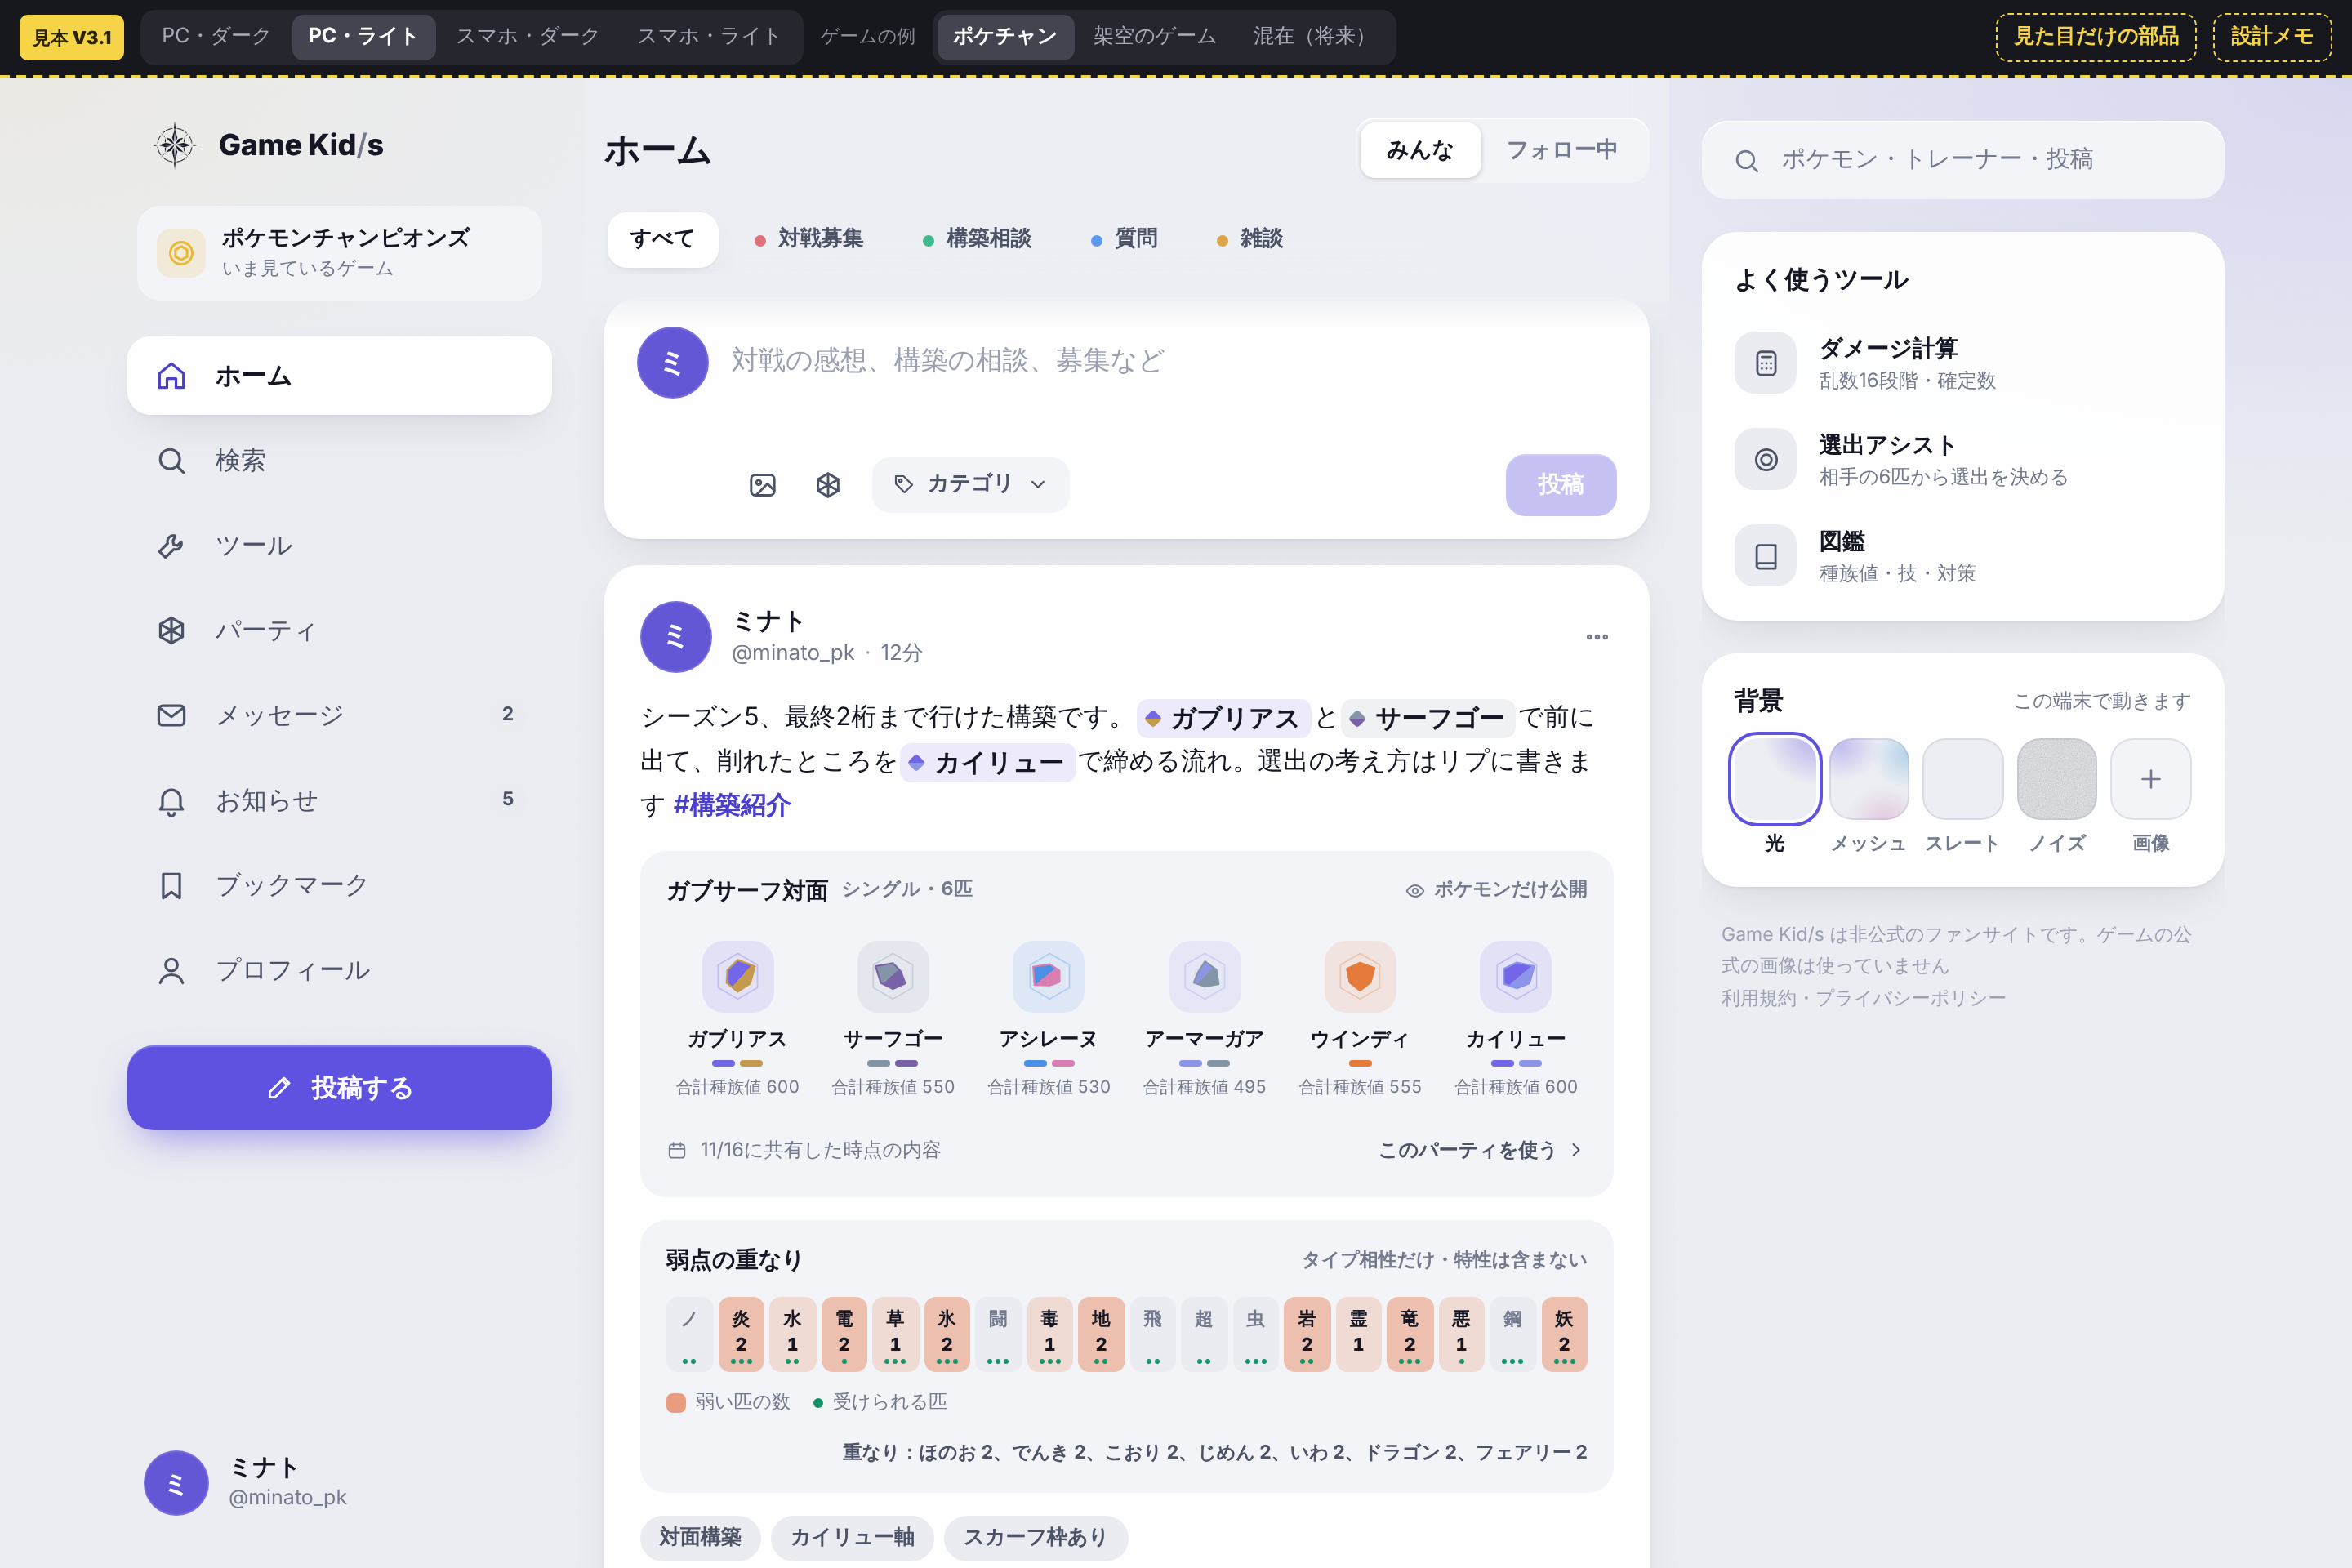 見本 V3.1
PC・ダーク
PC・ライト
スマホ・ダーク
スマホ・ライト
ゲームの例
ポケチャン
架空のゲーム
混在（将来）
見た目だけの部品
設計メモ
Game Kid/s
ポケモンチャンピオンズ
いま見ているゲーム
ホーム
検索
ツール
パーティ
メッセージ 2
お知らせ 5
ブックマーク
プロフィール
投稿する
ミ
ミナト
@minato_pk
ホーム
みんな
フォロー中
すべて
対戦募集
構築相談
質問
雑談
ミ
対戦の感想、構築の相談、募集など
カテゴリ
投稿
ミ
ミナト
@minato_pk · 12分
シーズン5、最終2桁まで行けた構築です。 ガブリアス と サーフゴー で前に
出て、削れたところを カイリュー で締める流れ。選出の考え方はリプに書きま
す #構築紹介
ガブサーフ対面 シングル・6匹
ポケモンだけ公開
ガブリアス
合計種族値 600
サーフゴー
合計種族値 550
アシレーヌ
合計種族値 530
アーマーガア
合計種族値 495
ウインディ
合計種族値 555
カイリュー
合計種族値 600
11/16に共有した時点の内容
このパーティを使う
弱点の重なり
タイプ相性だけ・特性は含まない
ノ 炎 水 電 草 氷 闘 毒 地 飛 超 虫 岩 霊 竜 悪 鋼 妖
2 1 2 1 2 1 2 2 1 2 1 2
弱い匹の数 受けられる匹
重なり：ほのお 2、でんき 2、こおり 2、じめん 2、いわ 2、ドラゴン 2、フェアリー 2
対面構築
カイリュー軸
スカーフ枠あり
ポケモン・トレーナー・投稿
よく使うツール
ダメージ計算
乱数16段階・確定数
選出アシスト
相手の6匹から選出を決める
図鑑
種族値・技・対策
背景
この端末で動きます
光
メッシュ
スレート
ノイズ
画像
Game Kid/s は非公式のファンサイトです。ゲームの公
式の画像は使っていません
利用規約・プライバシーポリシー